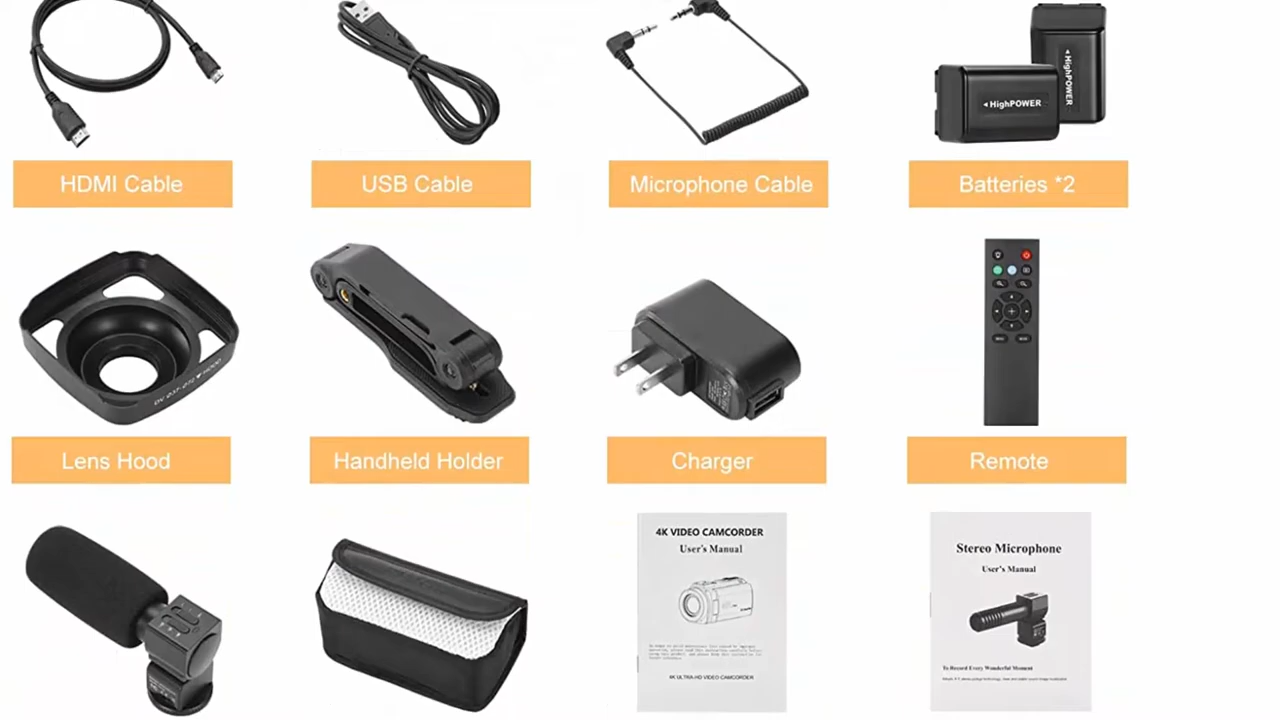 HighPOWER
HighPOWER
HDMI Cable
USB Cable
Microphone Cable
Batteries *2
Lens Hood
Handheld Holder
Charger
Remote
4K VIDEO CAMCORDER
User's Manual
4K ULTRA-HD VIDEO CAMCORDER
Stereo Microphone
User's Manual
To Record Every Wonderful Moment